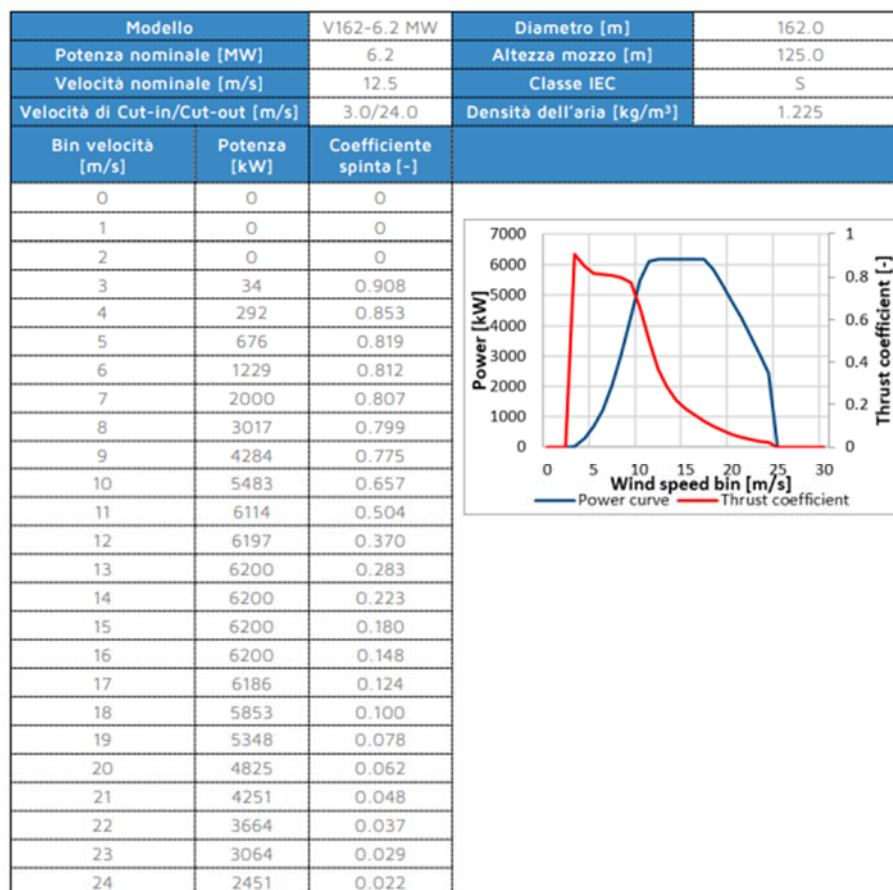 Modello V162-6.2 MW Diametro [m] 162.0
Potenza nominale [MW] 6.2 Altezza mozzo [m] 125.0
Velocità nominale [m/s] 12.5 Classe IEC S
Velocità di Cut-in/Cut-out [m/s] 3.0/24.0 Densità dell'aria [kg/m³] 1.225
Bin velocità [m/s] Potenza [kW] Coefficiente spinta [-]
0 0 0
1 0 0
2 0 0
3 34 0.908
4 292 0.853
5 676 0.819
6 1229 0.812
7 2000 0.807
8 3017 0.799
9 4284 0.775
10 5483 0.657
11 6114 0.504
12 6197 0.370
13 6200 0.283
14 6200 0.223
15 6200 0.180
16 6200 0.148
17 6186 0.124
18 5853 0.100
19 5348 0.078
20 4825 0.062
21 4251 0.048
22 3664 0.037
23 3064 0.029
24 2451 0.022
Power [kW]
7000
6000
5000
4000
3000
2000
1000
0
1
0.8
0.6
0.4
0.2
0
Thrust coefficient [-]
0 5 10 15 20 25 30
Wind speed bin [m/s]
Power curve Thrust coefficient